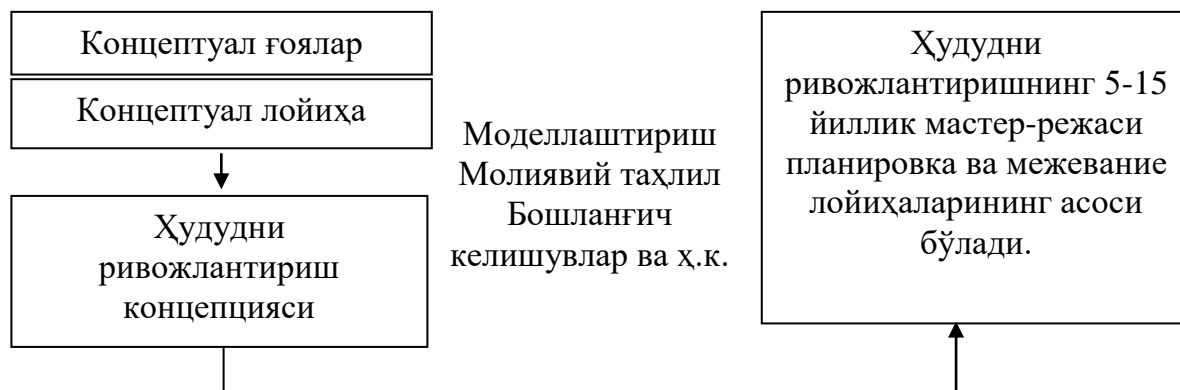 Концептуал ғоялар
Концептуал лойиҳа
Ҳудудни
ривожлантириш
концепцияси
Моделлаштириш
Молиявий таҳлил
Бошланғич
келишувлар ва ҳ.к.
Ҳудудни
ривожлантиришнинг 5-15
йиллик мастер-режаси
планировка ва межевание
лойиҳаларининг асоси
бўлади.